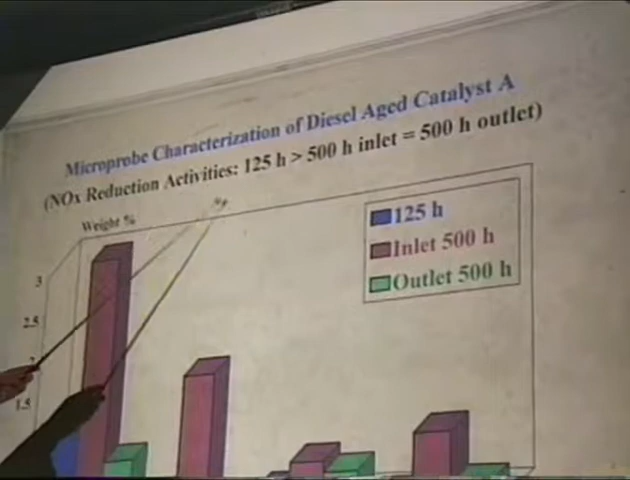 Microprobe Characterization of Diesel Aged Catalyst A
(NOx Reduction Activities: 125 h > 500 h inlet = 500 h outlet)
Weight %
125 h
Inlet 500 h
Outlet 500 h
3
2.5
1.5